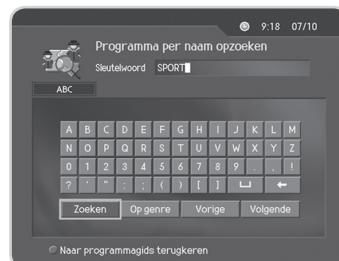 9:18 07/10
Programma per naam opzoeken
Sleutelwoord SPORT
ABC
A B C D E F G H I J K L M
N O P Q R S T U V W X Y Z
0 1 2 3 4 5 6 7 8 9 . , !
? ' " : ; ( ) [ ]
Zoeken Op genre Vorige Volgende
Naar programmagids terugkeren